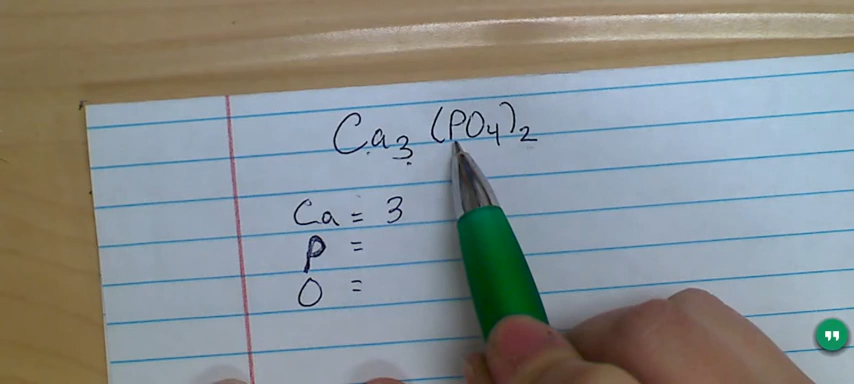 Ca₃(PO₄)₂
Ca = 3
P =
O =